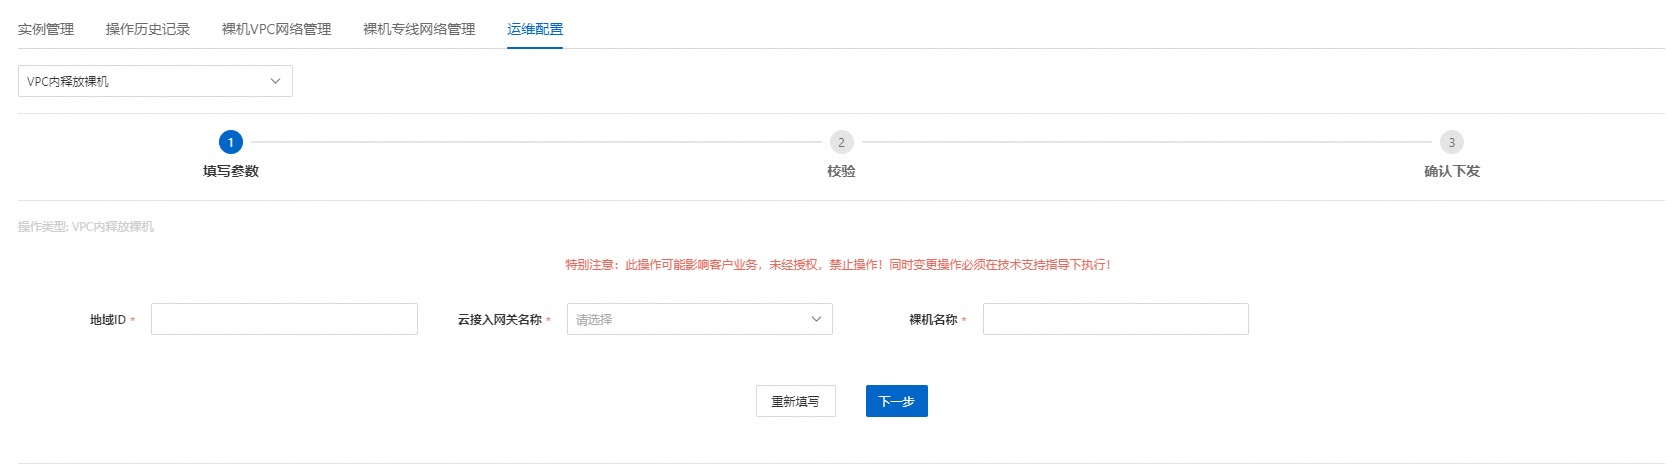 实例管理 操作历史记录 裸机VPC网络管理 裸机专线网络管理 运维配置
VPC内释放裸机
1 2 3
填写参数 校验 确认下发
操作类型: VPC内释放裸机
特别注意：此操作可能影响客户业务，未经授权，禁止操作！同时变更操作必须在技术支持指导下执行！
地域ID * 云接入网关名称 * 请选择 裸机名称 *
重新填写 下一步